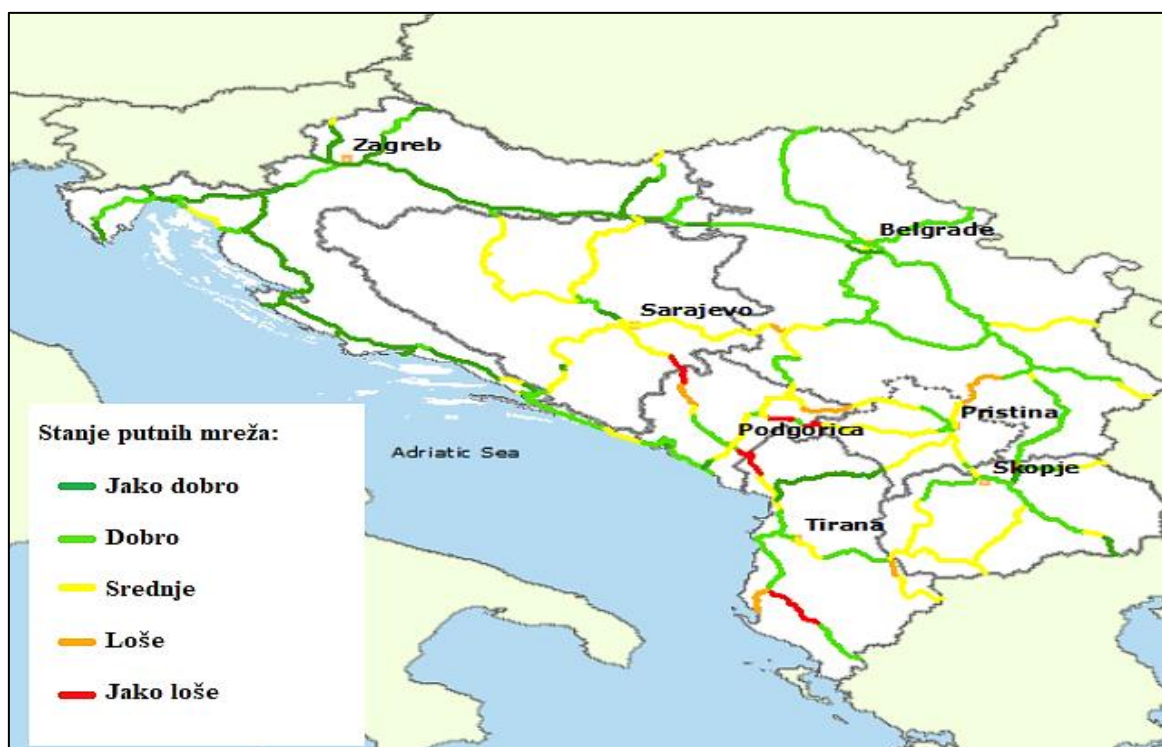 Zagreb
Belgrade
Sarajevo
Pristina
Podgorica
Adriatic Sea
Skopje
Tirana
Stanje putnih mreža:
Jako dobro
Dobro
Srednje
Loše
Jako loše